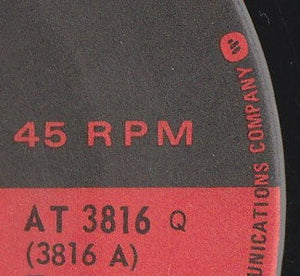 45 RPM
AT 3816 Q
(3816 A)
UNICATIONS COMPANY